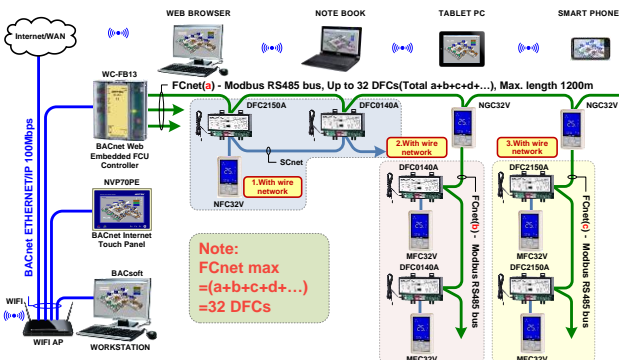 WEB BROWSER
NOTE BOOK
TABLET PC
SMART PHONE
Internet/WAN
WC-FB13
FCnet(a) - Modbus RS485 bus, Up to 32 DFCs(Total a+b+c+d+…), Max. length 1200m
DFC2150A
DFC0140A
NGC32V
NGC32V
BACnet Web
Embedded FCU
Controller
SCnet
2.With wire
network
3.With wire
network
1.With wire
network
NFC32V
DFC0140A
DFC2150A
NVP70PE
BACnet Internet
Touch Panel
BACnet ETHERNET/IP 100Mbps
FCnet(b) - Modbus RS485 bus
FCnet(c) - Modbus RS485 bus
MFC32V
MFC32V
Note:
FCnet max
=(a+b+c+d+…)
=32 DFCs
DFC0140A
DFC2150A
BACsoft
WIFI
WIFI AP
WORKSTATION
MFC32V
MFC32V